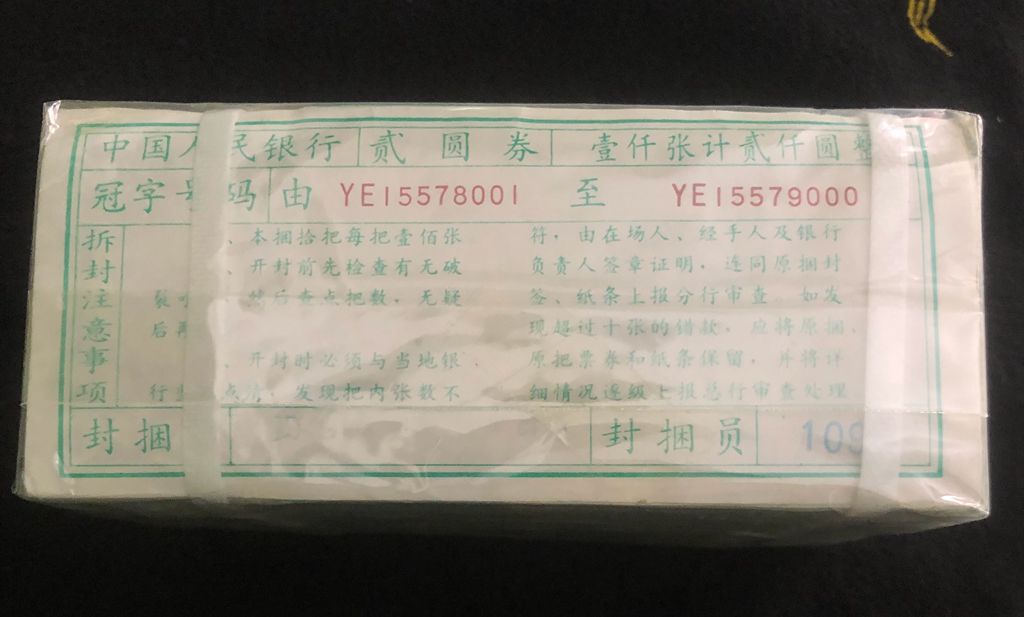 中国人民银行 贰圆券 壹仟张计贰仟圆整
冠字号码 由 YE15578001 至 YE15579000
拆封注意事项
、本捆拾把每把壹佰张
、开封前先检查有无破
裂 然后查点把数，无疑
后再
、开封时必须与当地银
行 点清，发现把内张数不
符，由在场人、经手人及银行
负责人签章证明，连同原捆封
签、纸条上报分行审查。如发
现超过十张的错款，应将原捆、
原把票券和纸条保留，并将详
细情况逐级上报总行审查处理
封捆 封捆员 109